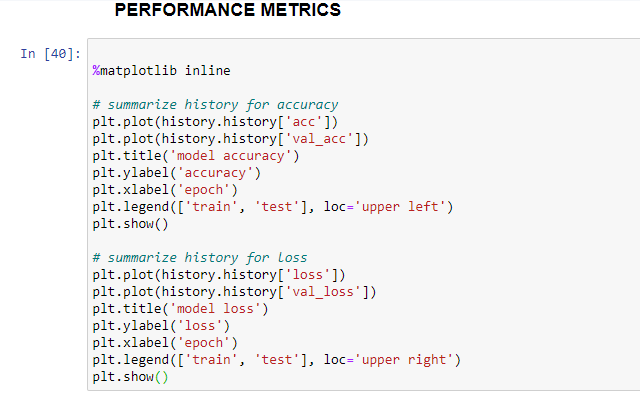 PERFORMANCE METRICS
In [40]:
%matplotlib inline
# summarize history for accuracy
plt.plot(history.history['acc'])
plt.plot(history.history['val_acc'])
plt.title('model accuracy')
plt.ylabel('accuracy')
plt.xlabel('epoch')
plt.legend(['train', 'test'], loc='upper left')
plt.show()
# summarize history for loss
plt.plot(history.history['loss'])
plt.plot(history.history['val_loss'])
plt.title('model loss')
plt.ylabel('loss')
plt.xlabel('epoch')
plt.legend(['train', 'test'], loc='upper right')
plt.show()